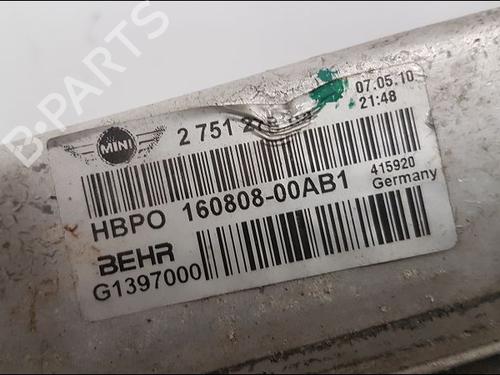 B-PARTS
MINI
2 751
07.05.10
21:48
HBPO 160808-00AB1
415920
Germany
BEHR
G1397000